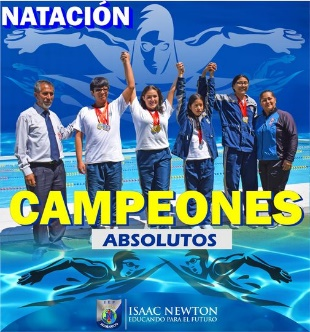 NATACIÓN
CAMPEONES
ABSOLUTOS
ISAAC NEWTON
EDUCANDO PARA EL FUTURO